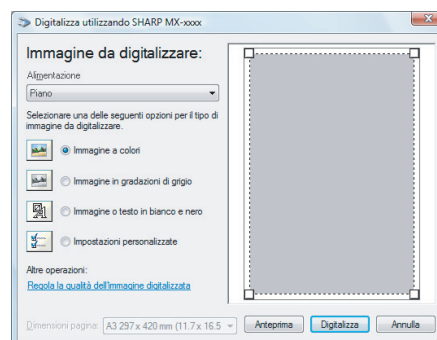 Digitalizza utilizzando SHARP MX-xxxx
Immagine da digitalizzare:
Alimentazione
Piano
Selezionare una delle seguenti opzioni per il tipo di
immagine da digitalizzare.
Immagine a colori
Immagine in gradazioni di grigio
Immagine o testo in bianco e nero
Impostazioni personalizzate
Altre operazioni:
Regola la qualità dell'immagine digitalizzata
Dimensioni pagina: A3 297 x 420 mm (11.7 x 16.5 Anteprima Digitalizza Annulla